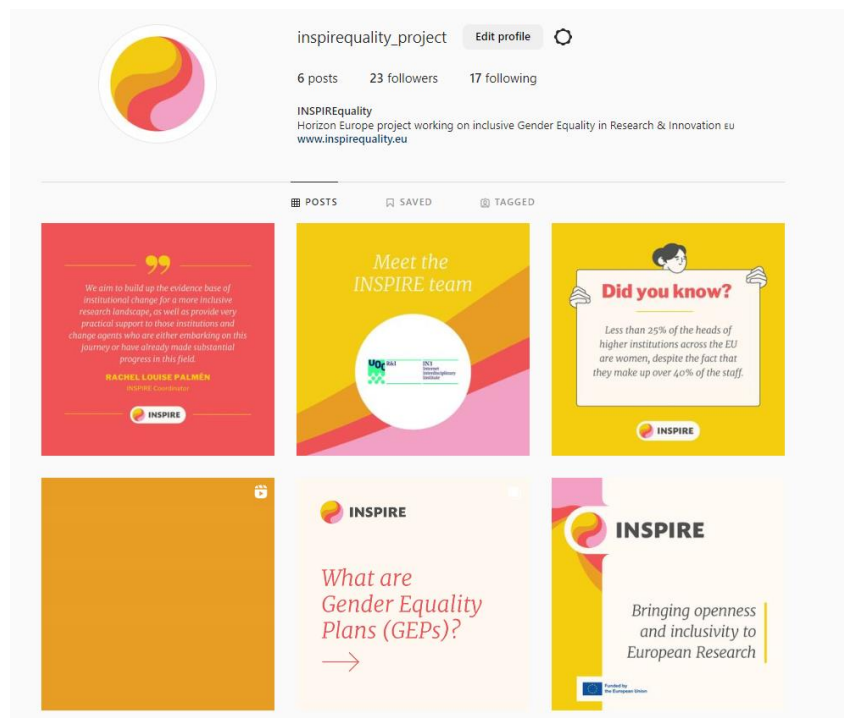 inspirequality_project Edit profile
6 posts 23 followers 17 following
INSPIREquality
Horizon Europe project working on inclusive Gender Equality in Research & Innovation EU
www.inspirequality.eu
POSTS SAVED TAGGED
We aim to build up the evidence base of
institutional change for a more inclusive
research landscape, as well as provide very
practical support to those institutions and
change agents who are either embarking on this
journey or have already made substantial
progress in this field.
RACHEL LOUISE PALMÉN
INSPIRE Coordinator
INSPIRE
Meet the
INSPIRE team
UOC R&I
IN3
Internet
Interdisciplinary
Institute
Did you know?
Less than 25% of the heads of
higher institutions across the EU
are women, despite the fact that
they make up over 40% of the staff.
INSPIRE
INSPIRE
What are
Gender Equality
Plans (GEPs)?
INSPIRE
Bringing openness
and inclusivity to
European Research
Funded by
the European Union